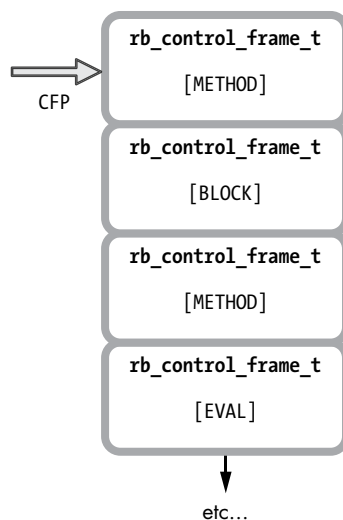 rb_control_frame_t
[METHOD]
CFP
rb_control_frame_t
[BLOCK]
rb_control_frame_t
[METHOD]
rb_control_frame_t
[EVAL]
etc...